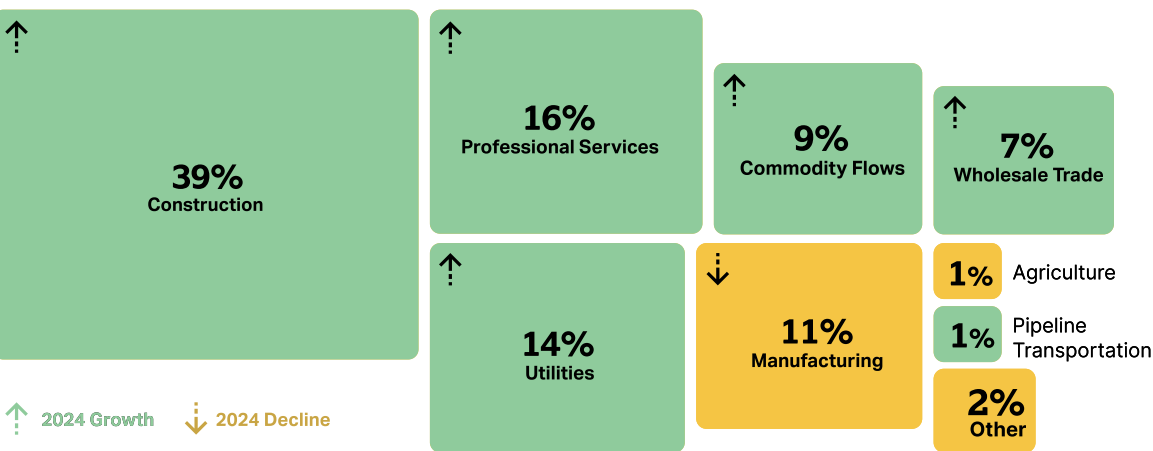 39%
Construction
16%
Professional Services
9%
Commodity Flows
7%
Wholesale Trade
14%
Utilities
11%
Manufacturing
1%
Agriculture
1%
Pipeline
Transportation
2%
Other
2024 Growth
2024 Decline